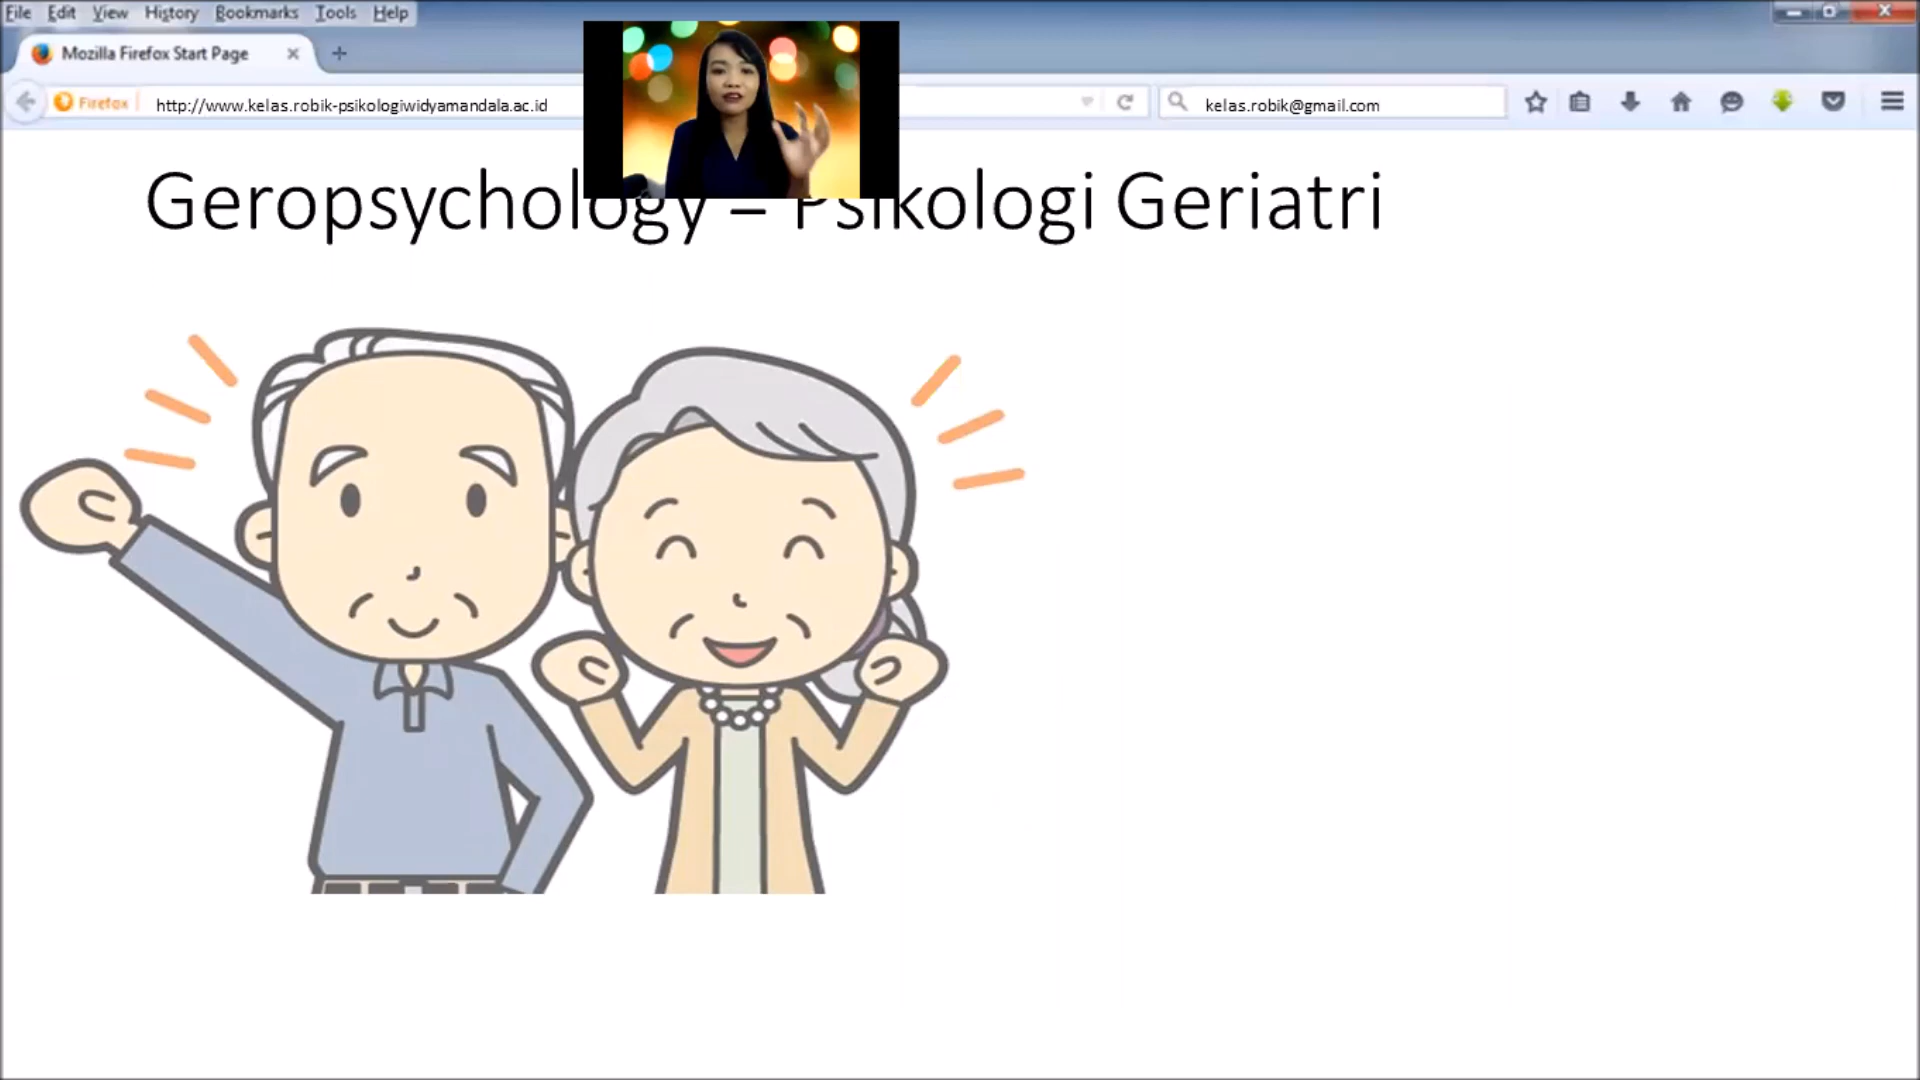 File Edit View History Bookmarks Tools Help
Mozilla Firefox Start Page
Firefox http://www.kelas.robik-psikologiwidyamandala.ac.id kelas.robik@gmail.com
Geropsychology = Psikologi Geriatri